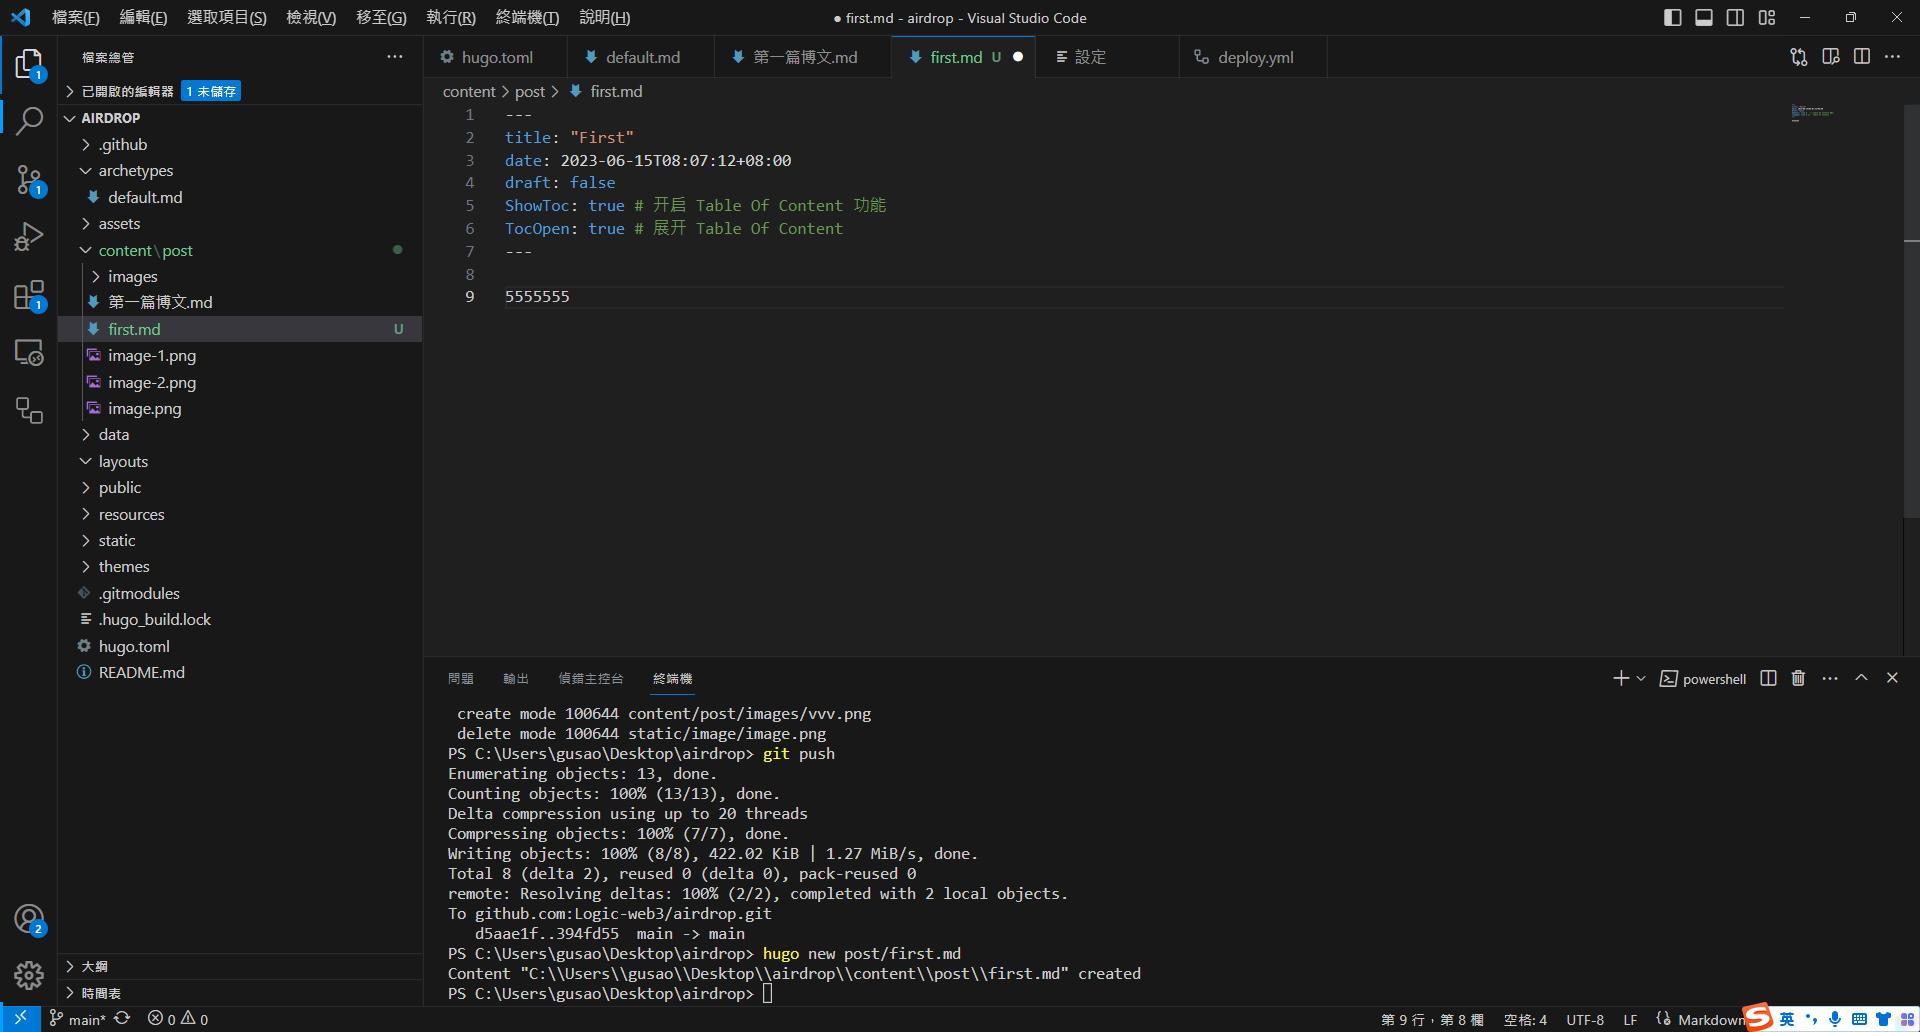 檔案(F) 編輯(E) 選取項目(S) 檢視(V) 移至(G) 執行(R) 終端機(T) 說明(H)
● first.md - airdrop - Visual Studio Code
檔案總管
已開啟的編輯器 1 未儲存
AIRDROP
.github
archetypes
default.md
assets
content\post
images
第一篇博文.md
first.md U
image-1.png
image-2.png
image.png
data
layouts
public
resources
static
themes
.gitmodules
.hugo_build.lock
hugo.toml
README.md
大綱
時間表
1
1
1
2
hugo.toml default.md 第一篇博文.md first.md U 設定 deploy.yml
content > post > first.md
1 ---
2 title: "First"
3 date: 2023-06-15T08:07:12+08:00
4 draft: false
5 ShowToc: true # 开启 Table Of Content 功能
6 TocOpen: true # 展开 Table Of Content
7 ---
8
9 5555555
問題 輸出 偵錯主控台 終端機
powershell
create mode 100644 content/post/images/vvv.png
delete mode 100644 static/image/image.png
PS C:\Users\gusao\Desktop\airdrop> git push
Enumerating objects: 13, done.
Counting objects: 100% (13/13), done.
Delta compression using up to 20 threads
Compressing objects: 100% (7/7), done.
Writing objects: 100% (8/8), 422.02 KiB | 1.27 MiB/s, done.
Total 8 (delta 2), reused 0 (delta 0), pack-reused 0
remote: Resolving deltas: 100% (2/2), completed with 2 local objects.
To github.com:Logic-web3/airdrop.git
d5aae1f..394fd55 main -> main
PS C:\Users\gusao\Desktop\airdrop> hugo new post/first.md
Content "C:\\Users\\gusao\\Desktop\\airdrop\\content\\post\\first.md" created
PS C:\Users\gusao\Desktop\airdrop>
main* 0 0
第 9 行，第 8 欄 空格: 4 UTF-8 LF {} Markdown
S 英